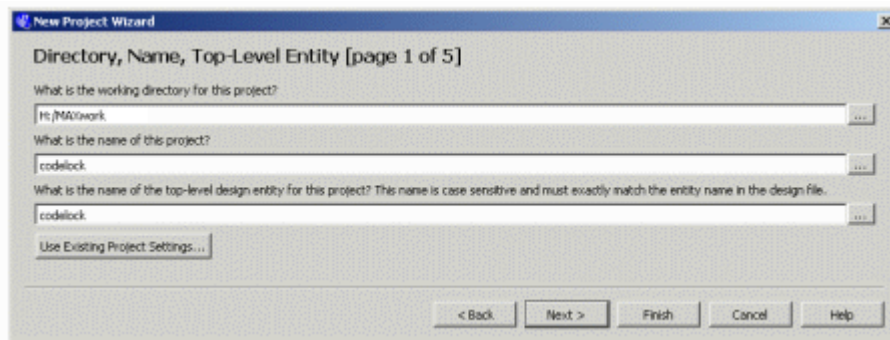 New Project Wizard
Directory, Name, Top-Level Entity [page 1 of 5]
What is the working directory for this project?
H:/MAXwork
...
What is the name of this project?
codelock
...
What is the name of the top-level design entity for this project? This name is case sensitive and must exactly match the entity name in the design file.
codelock
...
Use Existing Project Settings...
< Back Next > Finish Cancel Help